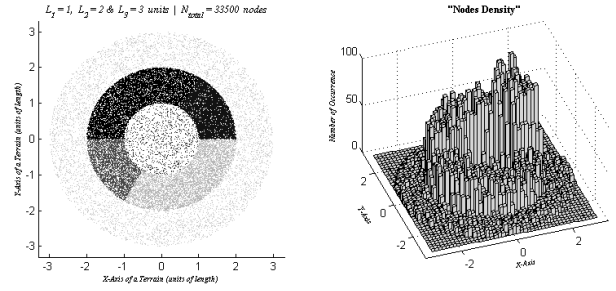 L1 = 1, L2 = 2 & L3 = 3 units | Ntotal = 33500 nodes
Y-Axis of a Terrain (units of length)
3
2
1
0
-1
-2
-3
-3 -2 -1 0 1 2 3
X-Axis of a Terrain (units of length)
"Nodes Density"
Number of Occurrence
100
50
0
2
0
-2
Y-Axis
-2 0 2
X-Axis